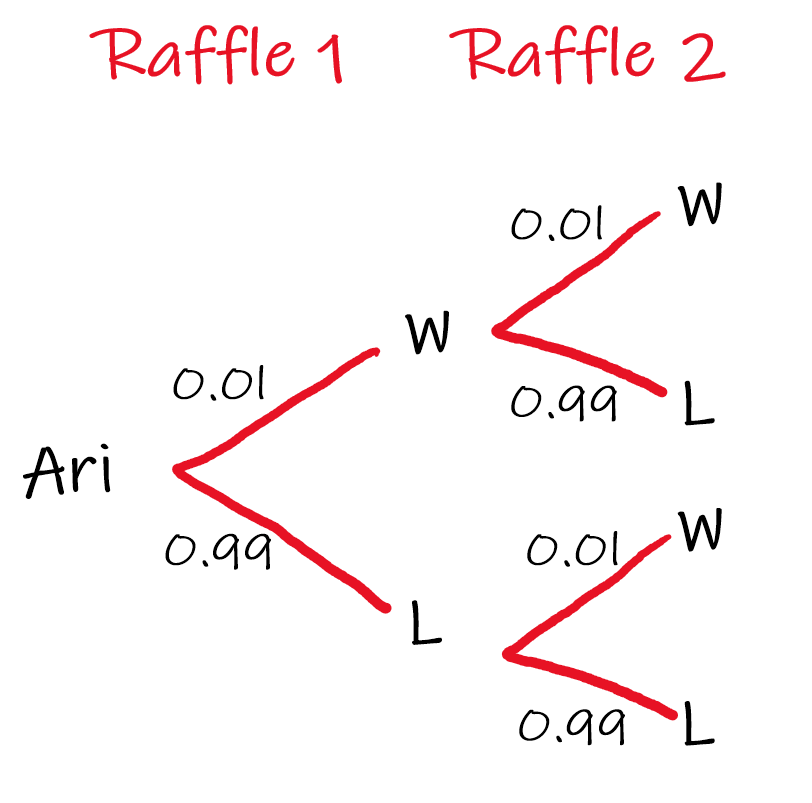 Raffle 1 Raffle 2
0.01 W
W
0.01
0.99 L
Ari
0.99
0.01 W
L
0.99 L